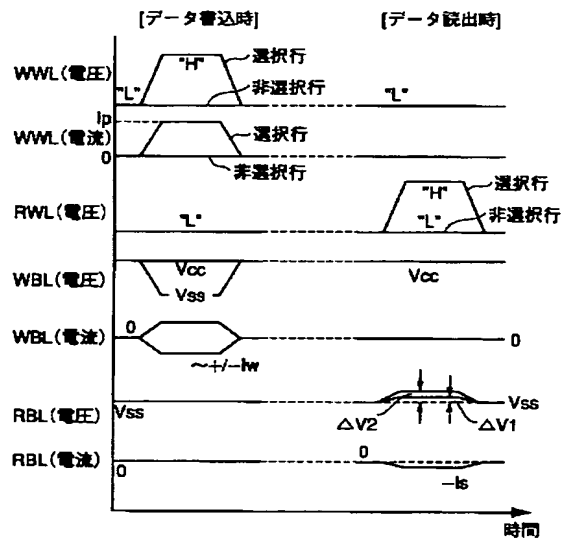 [データ書込時] [データ読出時]
WWL(電圧) "L" "H" 選択行 非選択行 "L"
Ip
WWL(電流) 0 選択行 非選択行
RWL(電圧) "L" "H" "L" 選択行 非選択行
WBL(電圧) Vcc Vss Vcc
WBL(電流) 0 ~+/-Iw 0
RBL(電圧) Vss △V2 △V1 Vss
RBL(電流) 0 0 -Is
時間